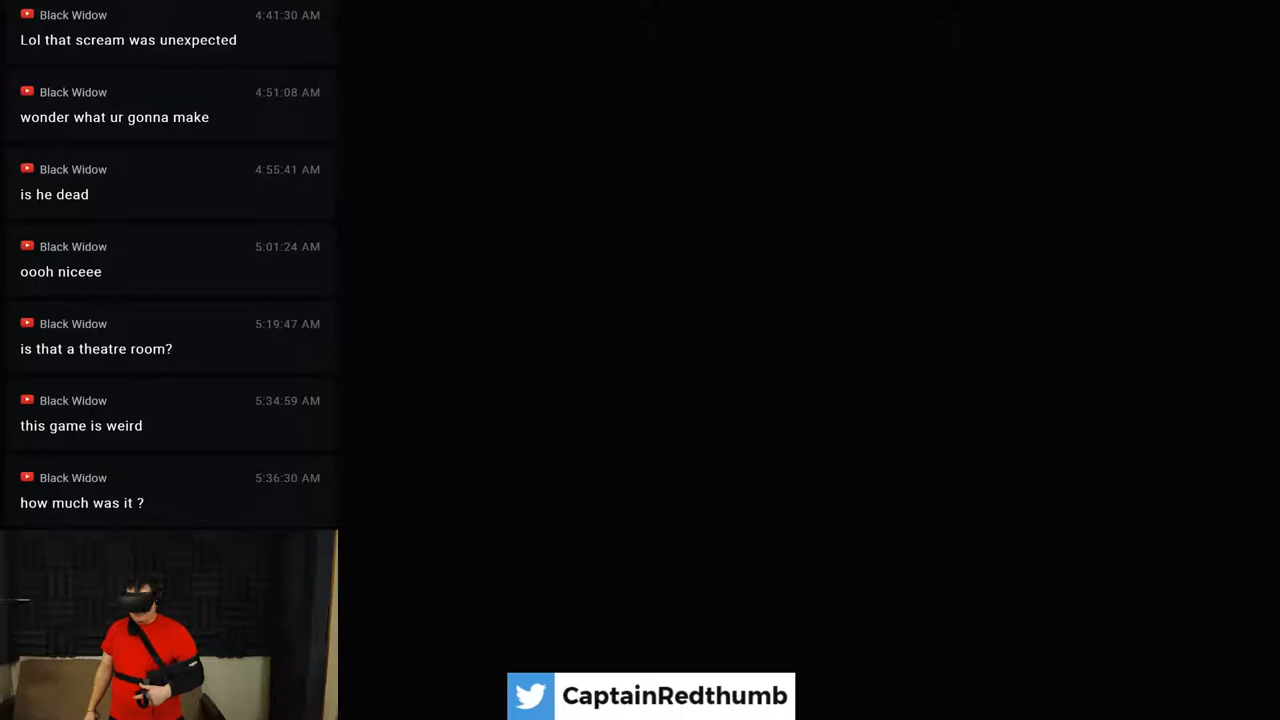 Black Widow 4:41:30 AM
Lol that scream was unexpected
Black Widow 4:51:08 AM
wonder what ur gonna make
Black Widow 4:55:41 AM
is he dead
Black Widow 5:01:24 AM
oooh niceee
Black Widow 5:19:47 AM
is that a theatre room?
Black Widow 5:34:59 AM
this game is weird
Black Widow 5:36:30 AM
how much was it ?
CaptainRedthumb